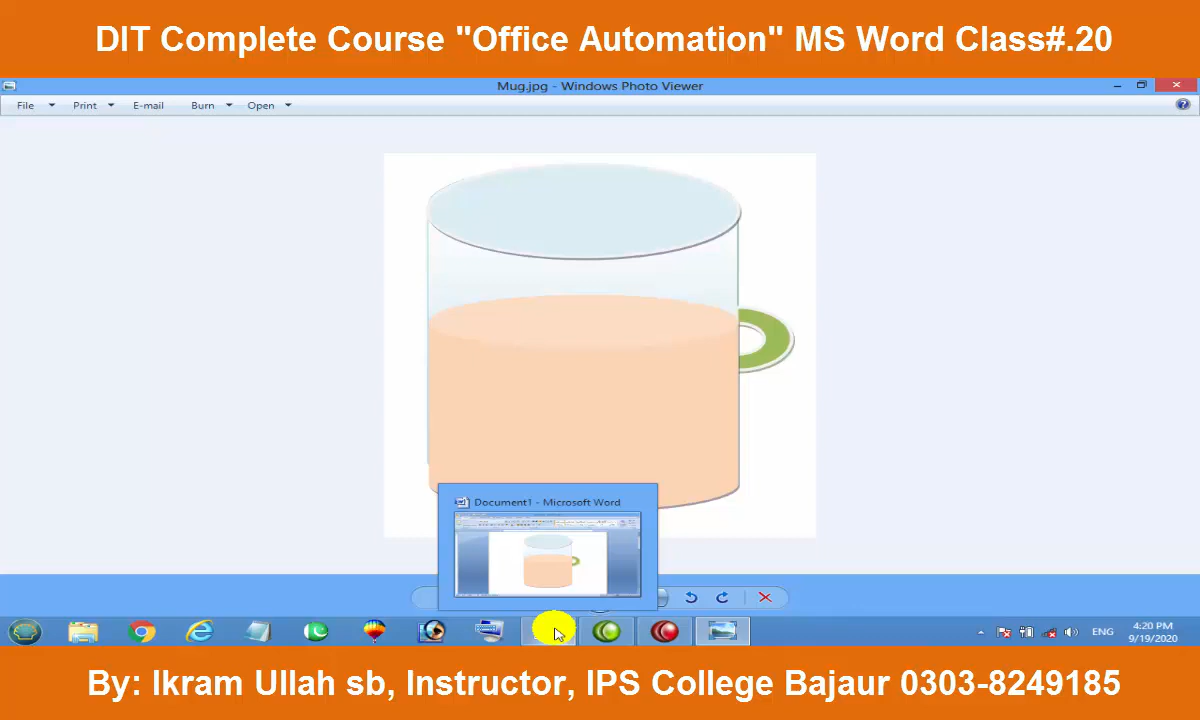 DIT Complete Course "Office Automation" MS Word Class#.20
Mug.jpg - Windows Photo Viewer
File Print E-mail Burn Open
Document1 - Microsoft Word
ENG
4:20 PM
9/19/2020
By: Ikram Ullah sb, Instructor, IPS College Bajaur 0303-8249185